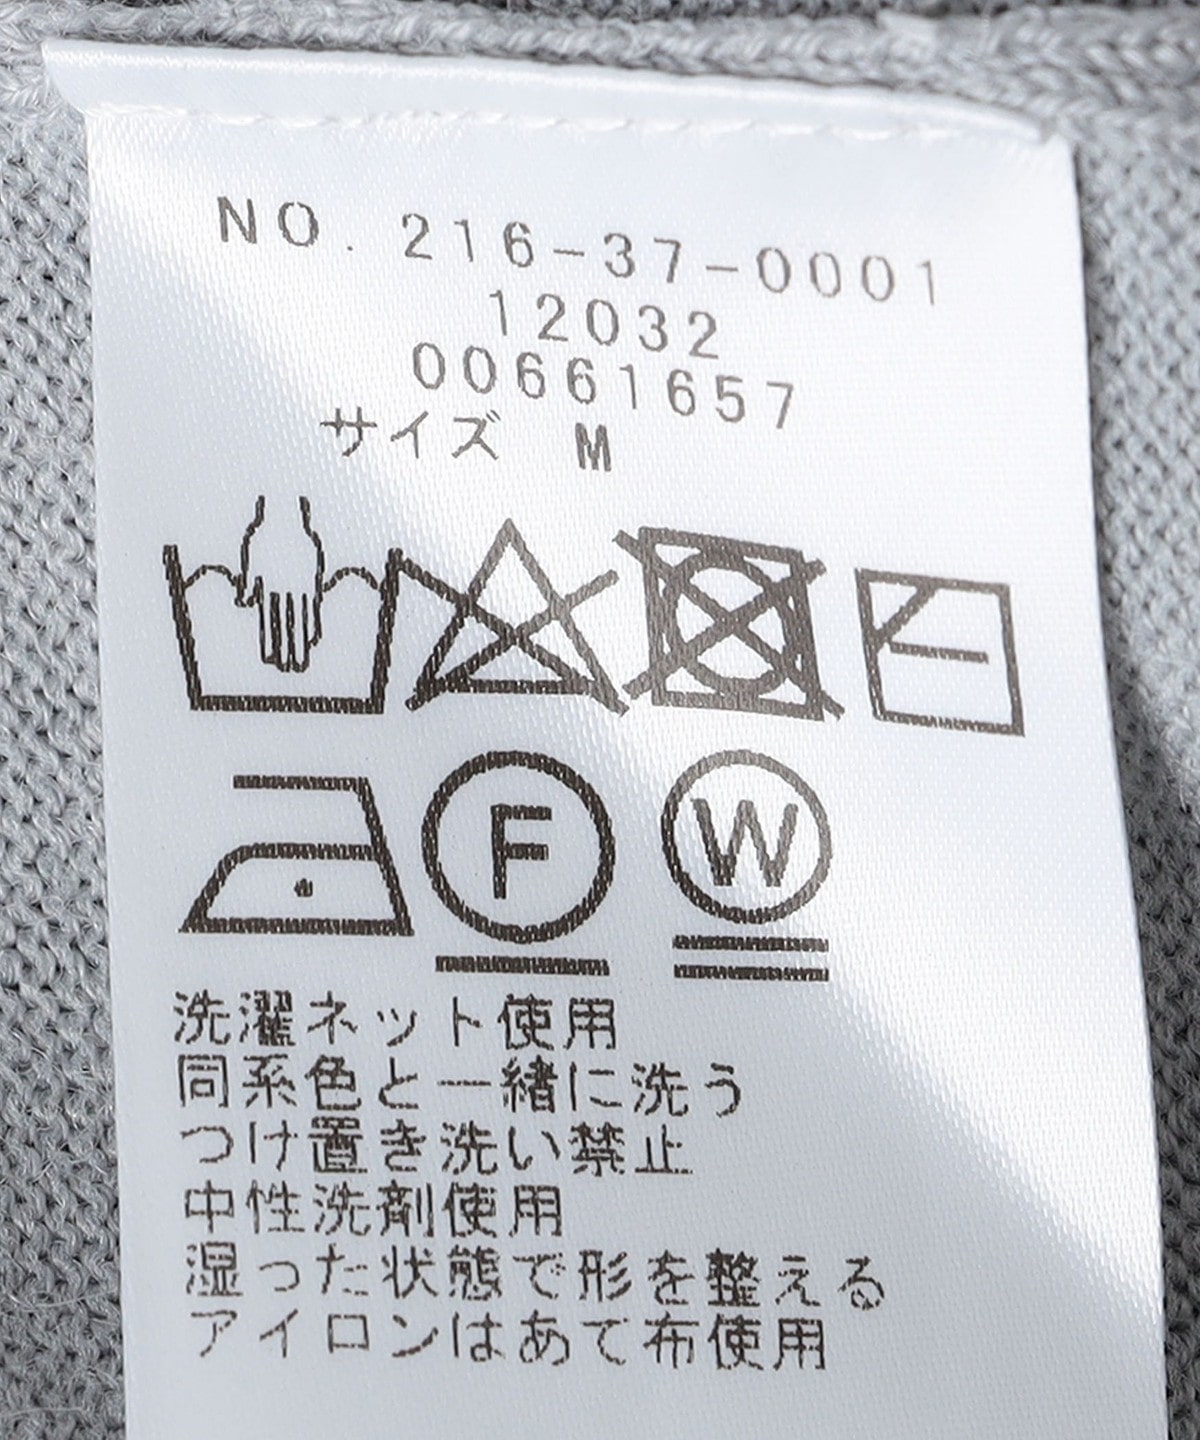 NO. 216-37-0001
12032
00661657
サイズ M
F
W
洗濯ネット使用
同系色と一緒に洗う
つけ置き洗い禁止
中性洗剤使用
湿った状態で形を整える
アイロンはあて布使用